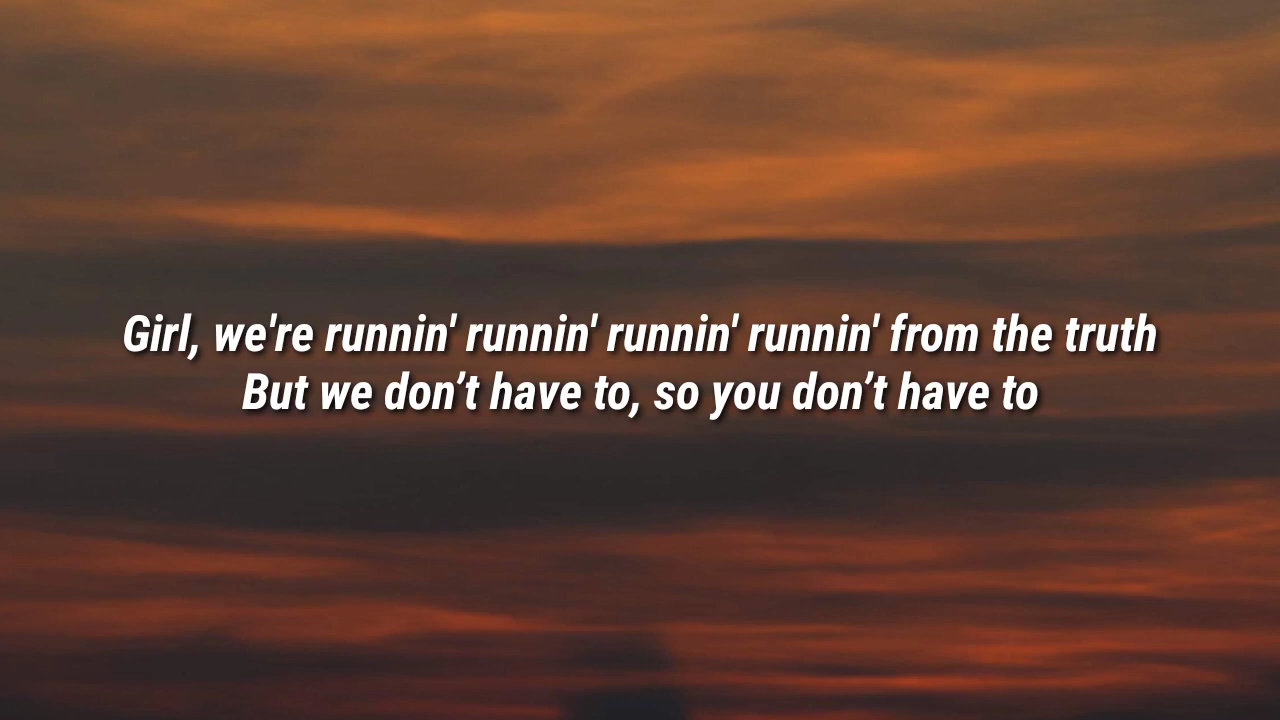 Girl, we're runnin' runnin' runnin' runnin' from the truth
But we don’t have to, so you don’t have to